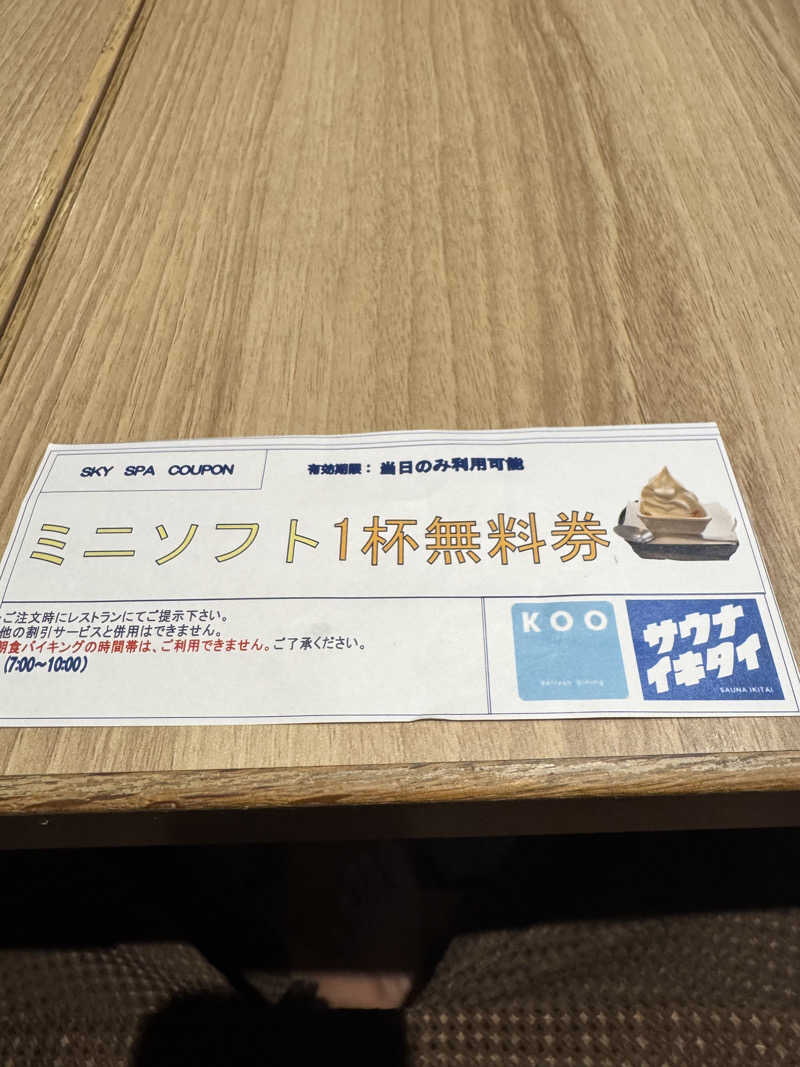 SKY SPA COUPON
有効期限：当日のみ利用可能
ミニソフト1杯無料券
ご注文時にレストランにてご提示下さい。
他の割引サービスと併用はできません。
朝食バイキングの時間帯は、ご利用できません。ご了承ください。
(7:00～10:00)
KOO
Refresh Dining
サウナ
イキタイ
SAUNA IKITAI